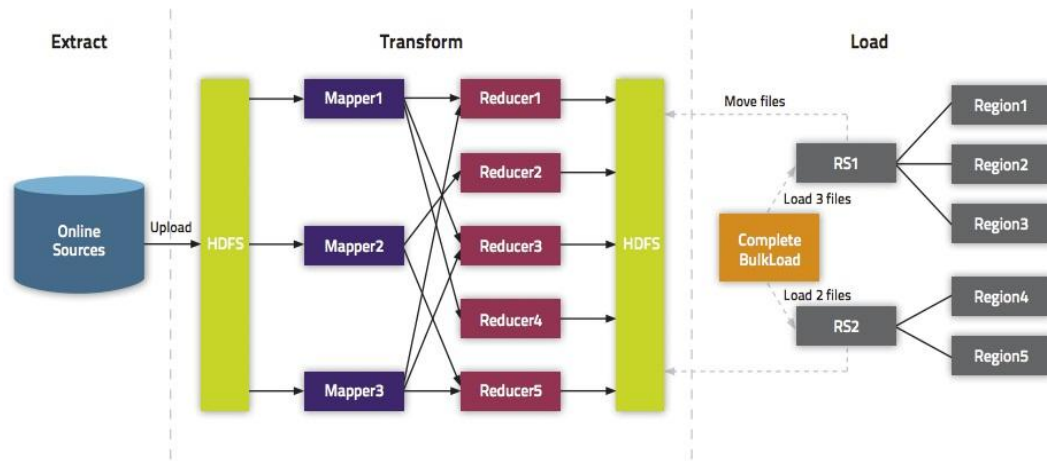 Extract
Transform
Load
Online
Sources
Upload
HDFS
Mapper1
Mapper2
Mapper3
Reducer1
Reducer2
Reducer3
Reducer4
Reducer5
HDFS
Move files
Complete
BulkLoad
Load 3 files
Load 2 files
RS1
RS2
Region1
Region2
Region3
Region4
Region5